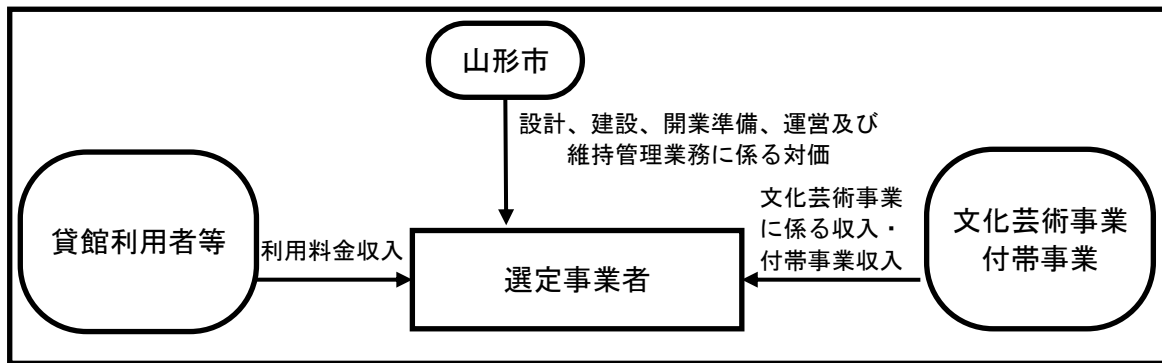 山形市
設計、建設、開業準備、運営及び
維持管理業務に係る対価
貸館利用者等
利用料金収入
選定事業者
文化芸術事業
に係る収入・
付帯事業収入
文化芸術事業
付帯事業